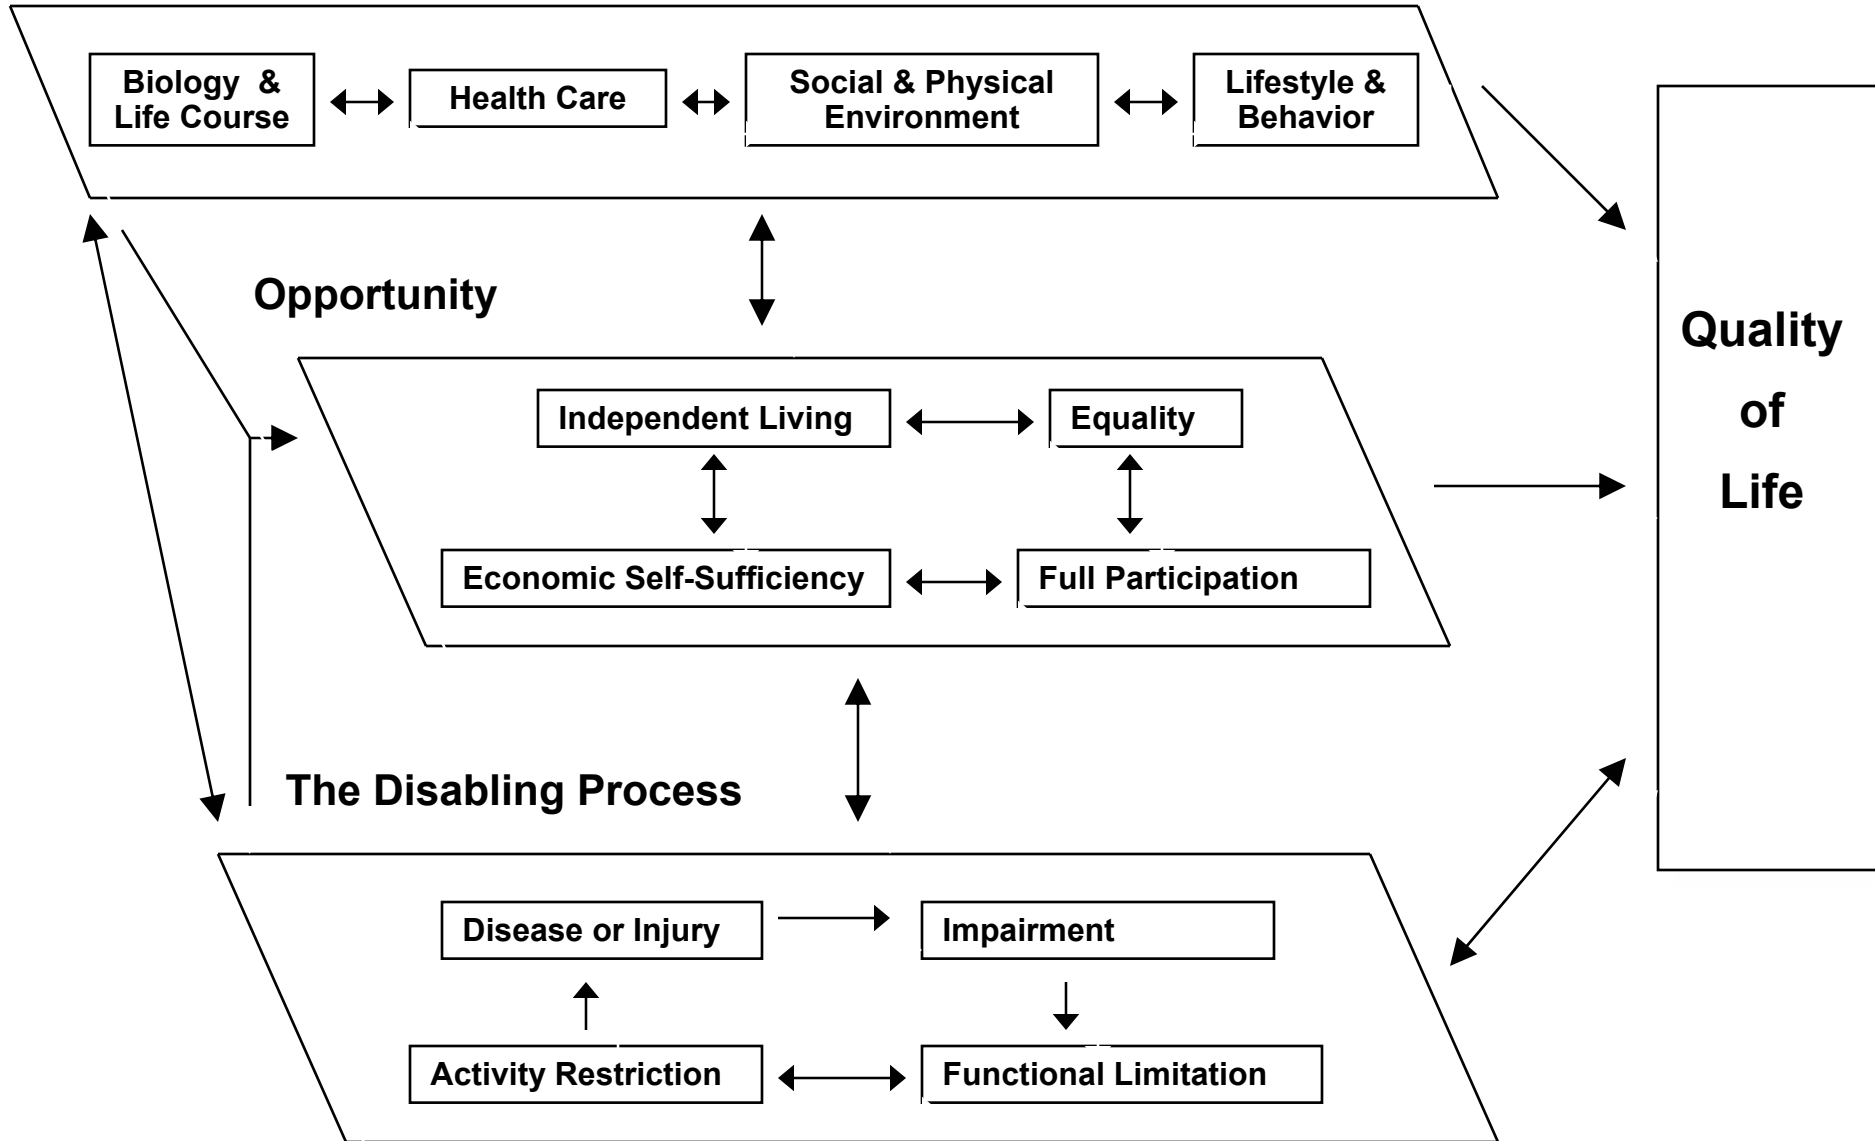 Biology &
Life Course
Health Care
Social & Physical
Environment
Lifestyle &
Behavior
Opportunity
Independent Living
Equality
Economic Self-Sufficiency
Full Participation
Quality
of
Life
The Disabling Process
Disease or Injury
Impairment
Activity Restriction
Functional Limitation